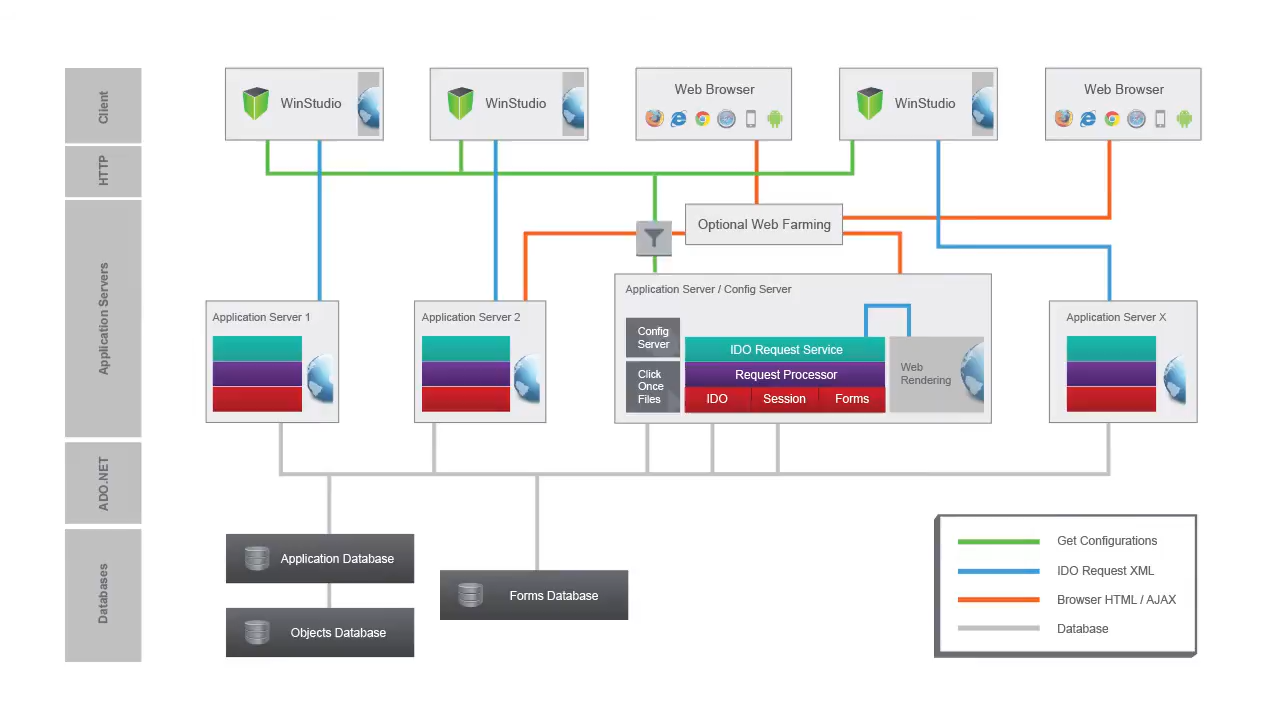 Client
WinStudio
WinStudio
Web Browser
WinStudio
Web Browser
HTTP
Optional Web Farming
Application Servers
Application Server 1
Application Server 2
Application Server / Config Server
Config
Server
Click
Once
Files
IDO Request Service
Request Processor
IDO
Session
Forms
Web
Rendering
Application Server X
ADO.NET
Databases
Application Database
Objects Database
Forms Database
Get Configurations
IDO Request XML
Browser HTML / AJAX
Database